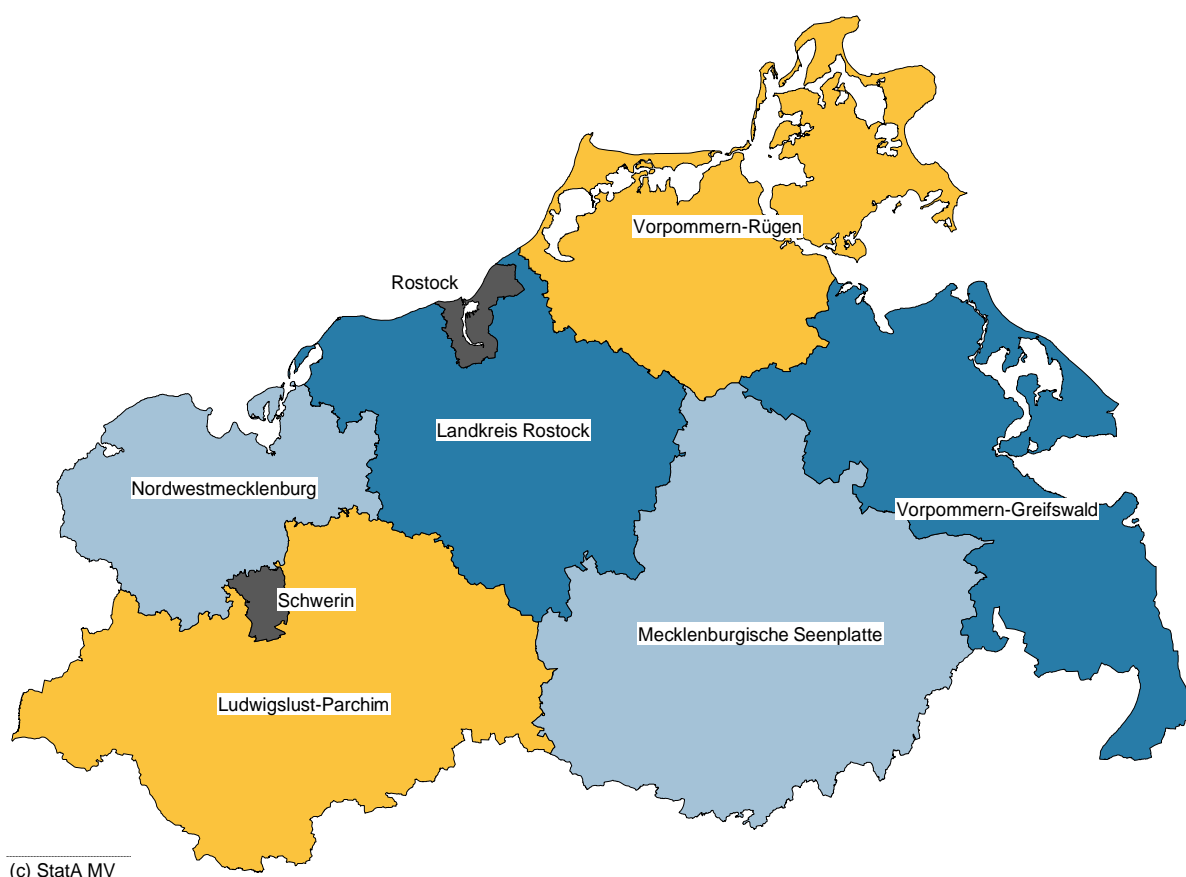 Vorpommern-Rügen
Rostock
Landkreis Rostock
Nordwestmecklenburg
Vorpommern-Greifswald
Schwerin
Mecklenburgische Seenplatte
Ludwigslust-Parchim
(c) StatA MV